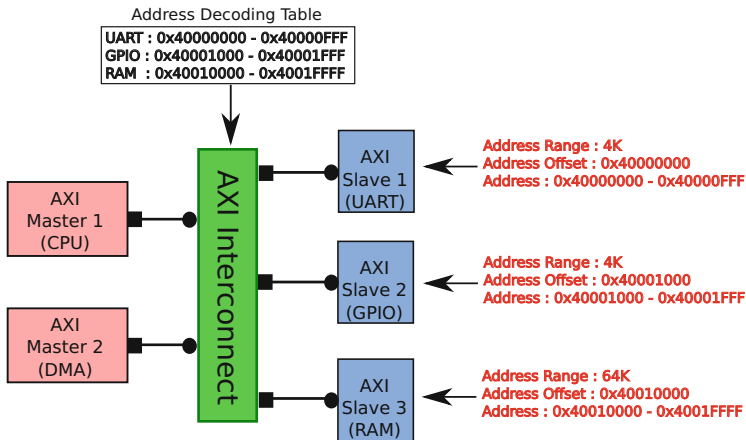 Address Decoding Table
UART : 0x40000000 - 0x40000FFF
GPIO : 0x40001000 - 0x40001FFF
RAM : 0x40010000 - 0x4001FFFF
AXI
Master 1
(CPU)
AXI
Master 2
(DMA)
AXI Interconnect
AXI
Slave 1
(UART)
Address Range : 4K
Address Offset : 0x40000000
Address : 0x40000000 - 0x40000FFF
AXI
Slave 2
(GPIO)
Address Range : 4K
Address Offset : 0x40001000
Address : 0x40001000 - 0x40001FFF
AXI
Slave 3
(RAM)
Address Range : 64K
Address Offset : 0x40010000
Address : 0x40010000 - 0x4001FFFF